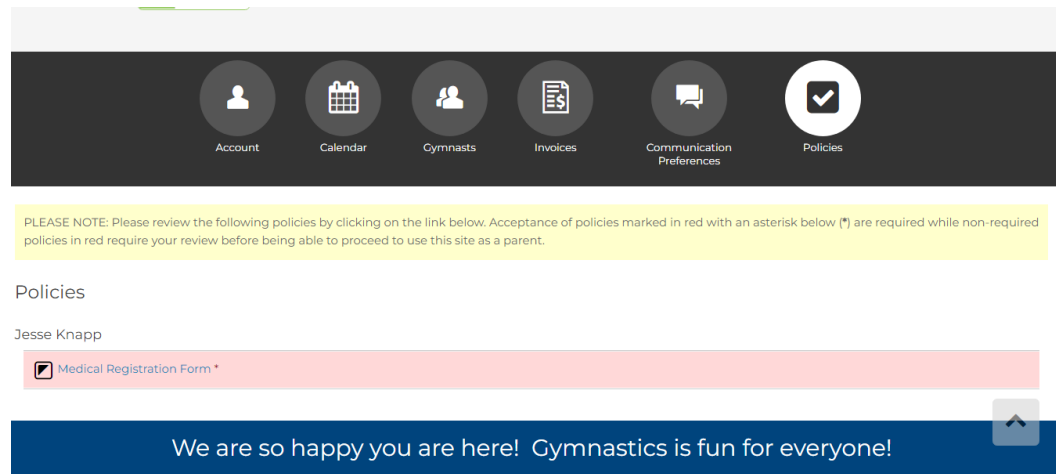 Account
Calendar
Gymnasts
Invoices
Communication
Preferences
Policies
PLEASE NOTE: Please review the following policies by clicking on the link below. Acceptance of policies marked in red with an asterisk below (*) are required while non-required
policies in red require your review before being able to proceed to use this site as a parent.
Policies
Jesse Knapp
Medical Registration Form *
We are so happy you are here! Gymnastics is fun for everyone!